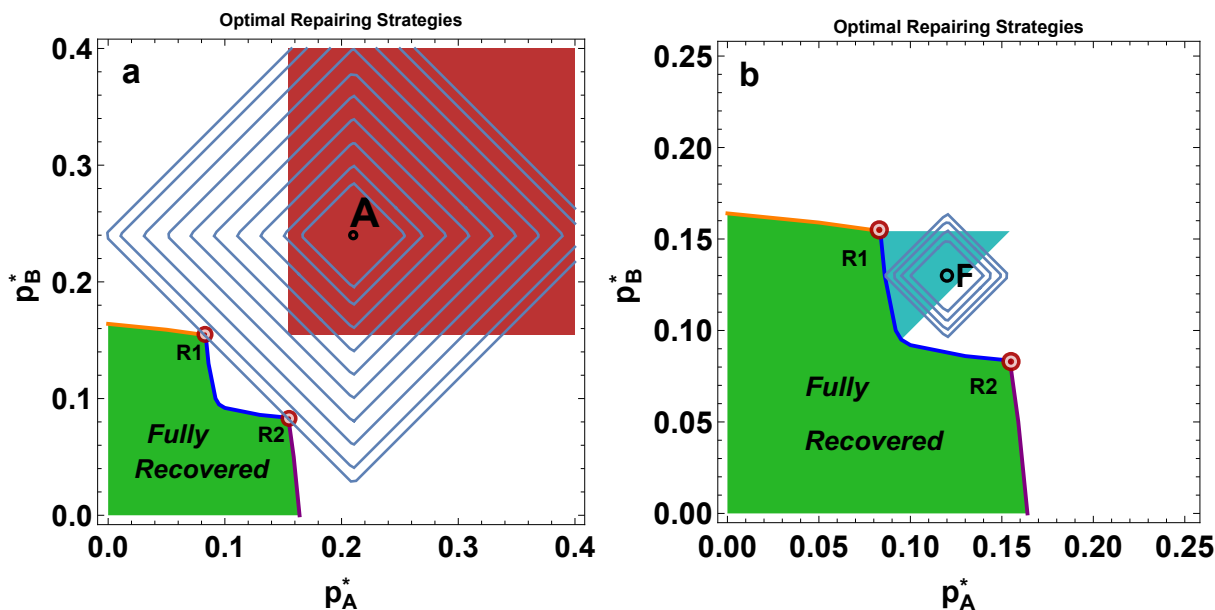 Optimal Repairing Strategies
a
0.4
0.3
0.2
0.1
0.0
p*B
A
R1
R2
Fully
Recovered
0.0 0.1 0.2 0.3 0.4
p*A
Optimal Repairing Strategies
b
0.25
0.20
0.15
0.10
0.05
0.00
p*B
R1
F
R2
Fully
Recovered
0.00 0.05 0.10 0.15 0.20 0.25
p*A